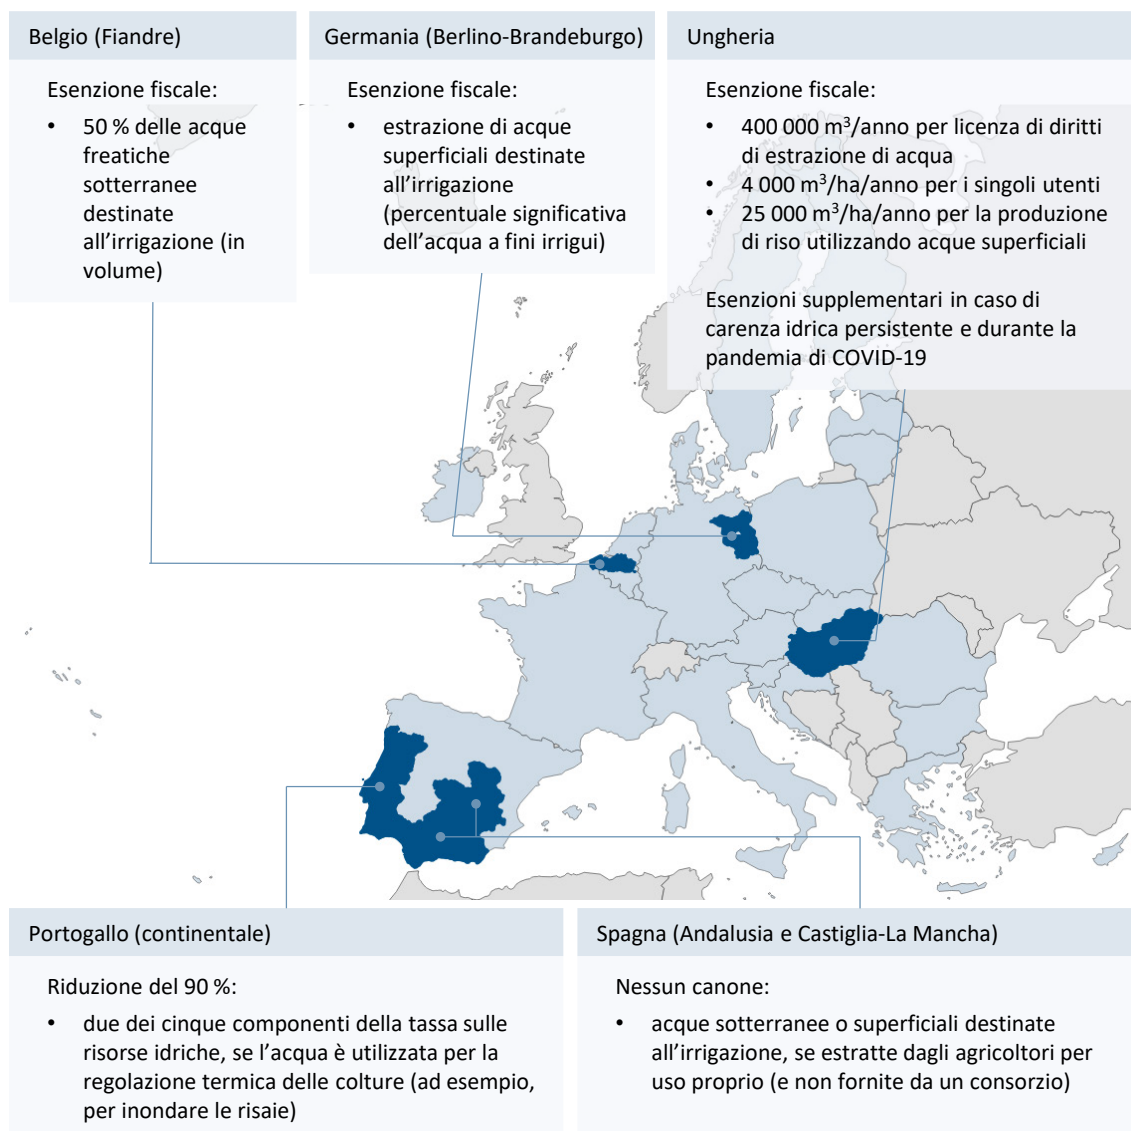 Belgio (Fiandre)
Esenzione fiscale:
• 50 % delle acque
freatiche
sotterranee
destinate
all’irrigazione (in
volume)
Germania (Berlino-Brandeburgo)
Esenzione fiscale:
• estrazione di acque
superficiali destinate
all’irrigazione
(percentuale significativa
dell’acqua a fini irrigui)
Ungheria
Esenzione fiscale:
• 400 000 m³/anno per licenza di diritti
di estrazione di acqua
• 4 000 m³/ha/anno per i singoli utenti
• 25 000 m³/ha/anno per la produzione
di riso utilizzando acque superficiali
Esenzioni supplementari in caso di
carenza idrica persistente e durante la
pandemia di COVID-19
Portogallo (continentale)
Riduzione del 90 %:
• due dei cinque componenti della tassa sulle
risorse idriche, se l’acqua è utilizzata per la
regolazione termica delle colture (ad esempio,
per inondare le risaie)
Spagna (Andalusia e Castiglia-La Mancha)
Nessun canone:
• acque sotterranee o superficiali destinate
all’irrigazione, se estratte dagli agricoltori per
uso proprio (e non fornite da un consorzio)